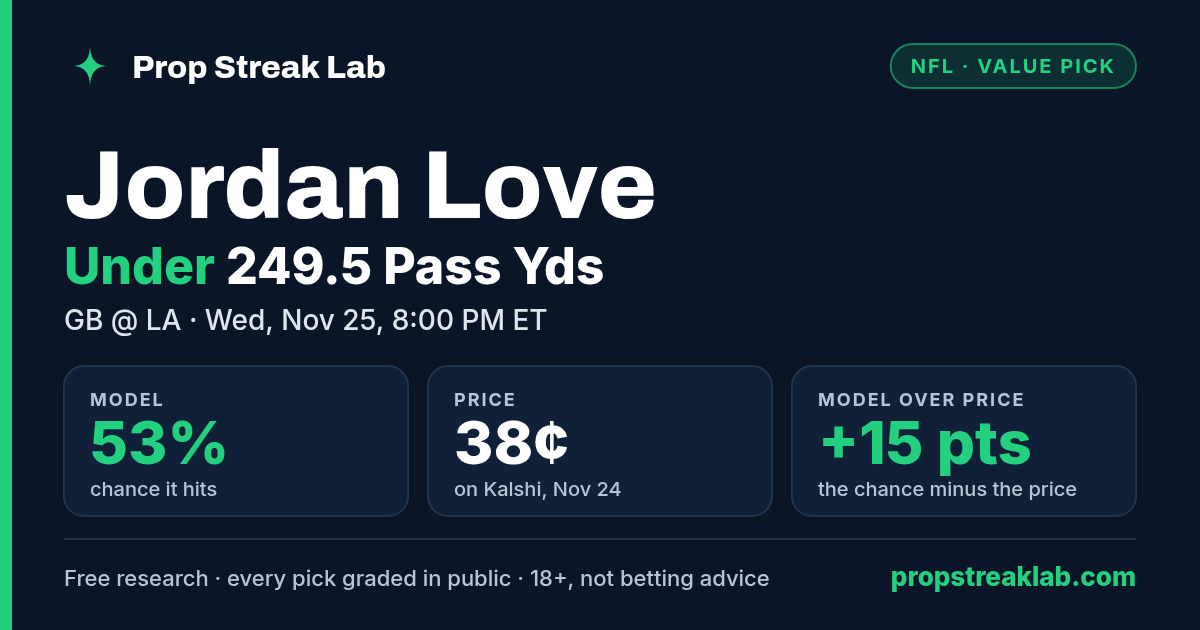 Prop Streak Lab
NFL · VALUE PICK
Jordan Love
Under 249.5 Pass Yds
GB @ LA · Wed, Nov 25, 8:00 PM ET
MODEL
53%
chance it hits
PRICE
38¢
on Kalshi, Nov 24
MODEL OVER PRICE
+15 pts
the chance minus the price
Free research · every pick graded in public · 18+, not betting advice
propstreaklab.com